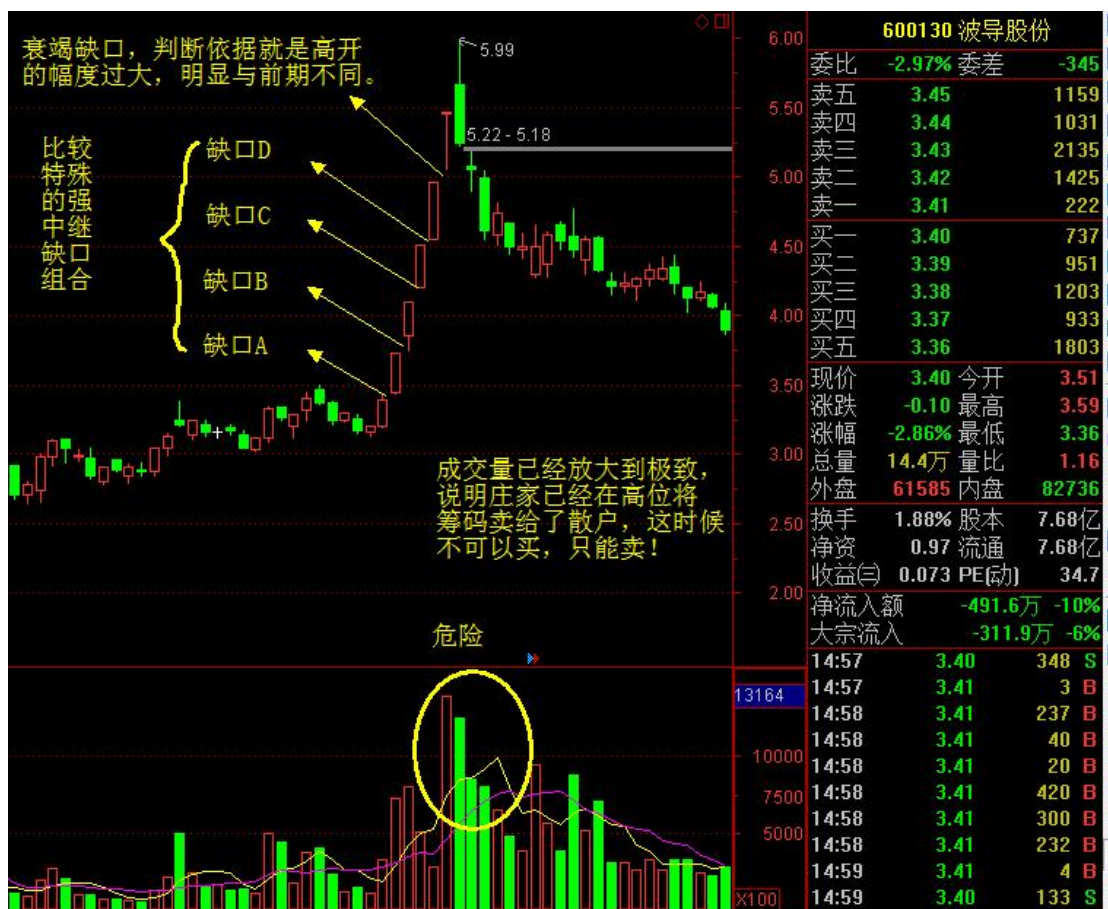 衰竭缺口，判断依据就是高开
的幅度过大，明显与前期不同。
5.99
5.22-5.18
比较
特殊
的强
中继
缺口
组合
缺口D
缺口C
缺口B
缺口A
成交量已经放大到极致，
说明庄家已经在高位将
筹码卖给了散户，这时候
不可以买，只能卖！
危险
6.00
5.50
5.00
4.50
4.00
3.50
3.00
2.50
2.00
13164
10000
7500
5000
X100
600130 波导股份
委比 -2.97% 委差 -345
卖五 3.45 1159
卖四 3.44 1031
卖三 3.43 2135
卖二 3.42 1425
卖一 3.41 222
买一 3.40 737
买二 3.39 951
买三 3.38 1203
买四 3.37 933
买五 3.36 1803
现价 3.40 今开 3.51
涨跌 -0.10 最高 3.59
涨幅 -2.86% 最低 3.36
总量 14.4万 量比 1.16
外盘 61585 内盘 82736
换手 1.88% 股本 7.68亿
净资 0.97 流通 7.68亿
收益㈢ 0.073 PE(动) 34.7
净流入额 -491.6万 -10%
大宗流入 -311.9万 -6%
14:57 3.40 348 S
14:57 3.41 3 B
14:58 3.41 237 B
14:58 3.41 40 B
14:58 3.41 20 B
14:58 3.41 420 B
14:58 3.41 300 B
14:58 3.41 232 B
14:59 3.41 4 B
14:59 3.40 133 S